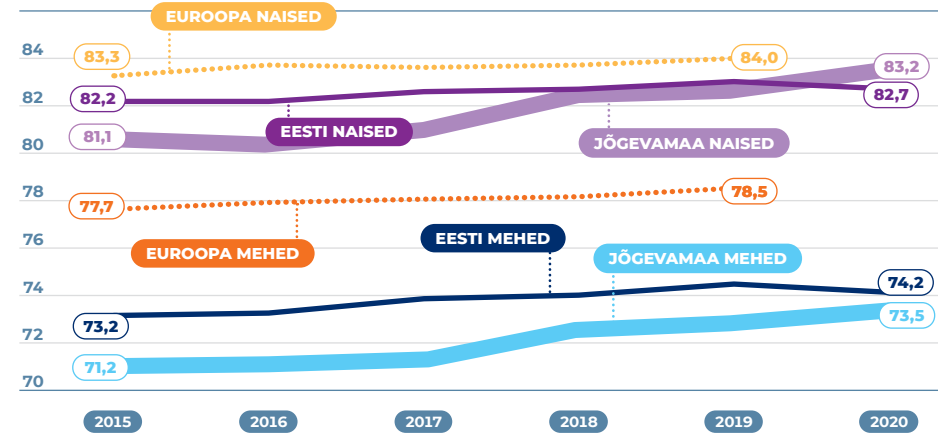 EUROOPA NAISED
84
83,3
84,0
83,2
82
82,2
82,7
81,1
EESTI NAISED
JÕGEVAMAA NAISED
80
78
77,7
78,5
76
EUROOPA MEHED
EESTI MEHED
JÕGEVAMAA MEHED
74
74,2
73,2
73,5
72
71,2
70
2015 2016 2017 2018 2019 2020